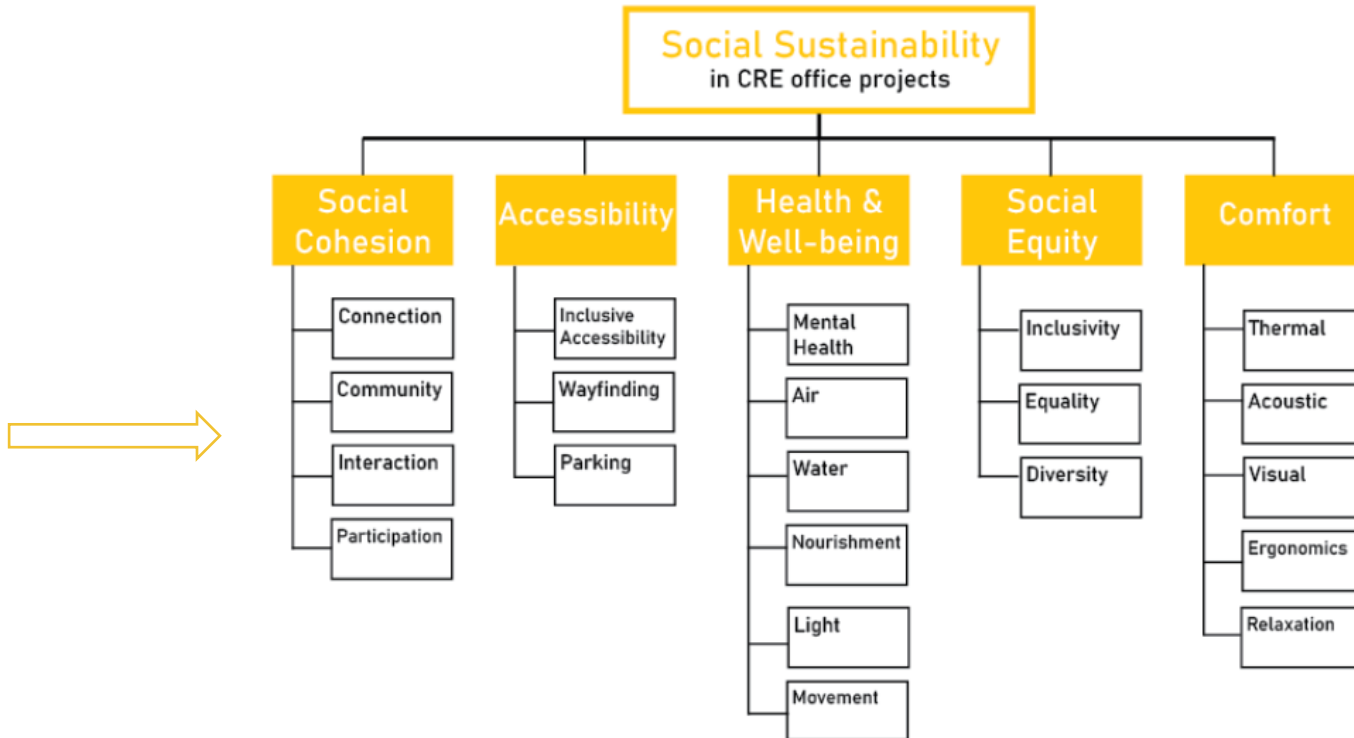 Social Sustainability
in CRE office projects
Social
Cohesion
Connection
Community
Interaction
Participation
Accessibility
Inclusive
Accessibility
Wayfinding
Parking
Health &
Well-being
Mental
Health
Air
Water
Nourishment
Light
Movement
Social
Equity
Inclusivity
Equality
Diversity
Comfort
Thermal
Acoustic
Visual
Ergonomics
Relaxation